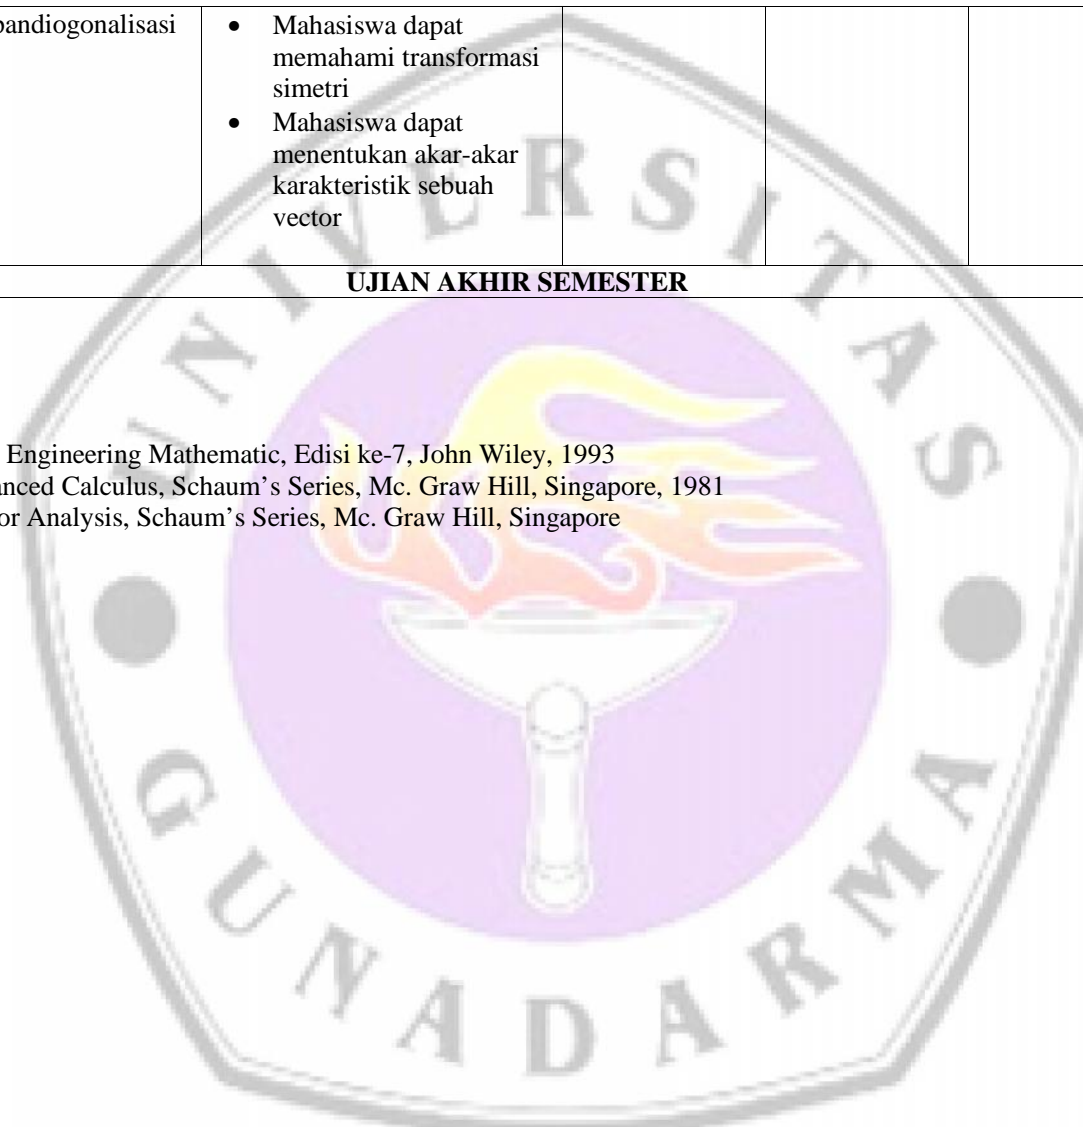 pandiogonalisasi
• Mahasiswa dapat
memahami transformasi
simetri
• Mahasiswa dapat
menentukan akar-akar
karakteristik sebuah
vector
UJIAN AKHIR SEMESTER
Engineering Mathematic, Edisi ke-7, John Wiley, 1993
anced Calculus, Schaum’s Series, Mc. Graw Hill, Singapore, 1981
or Analysis, Schaum’s Series, Mc. Graw Hill, Singapore
UNIVERSITAS
GUNADARMA